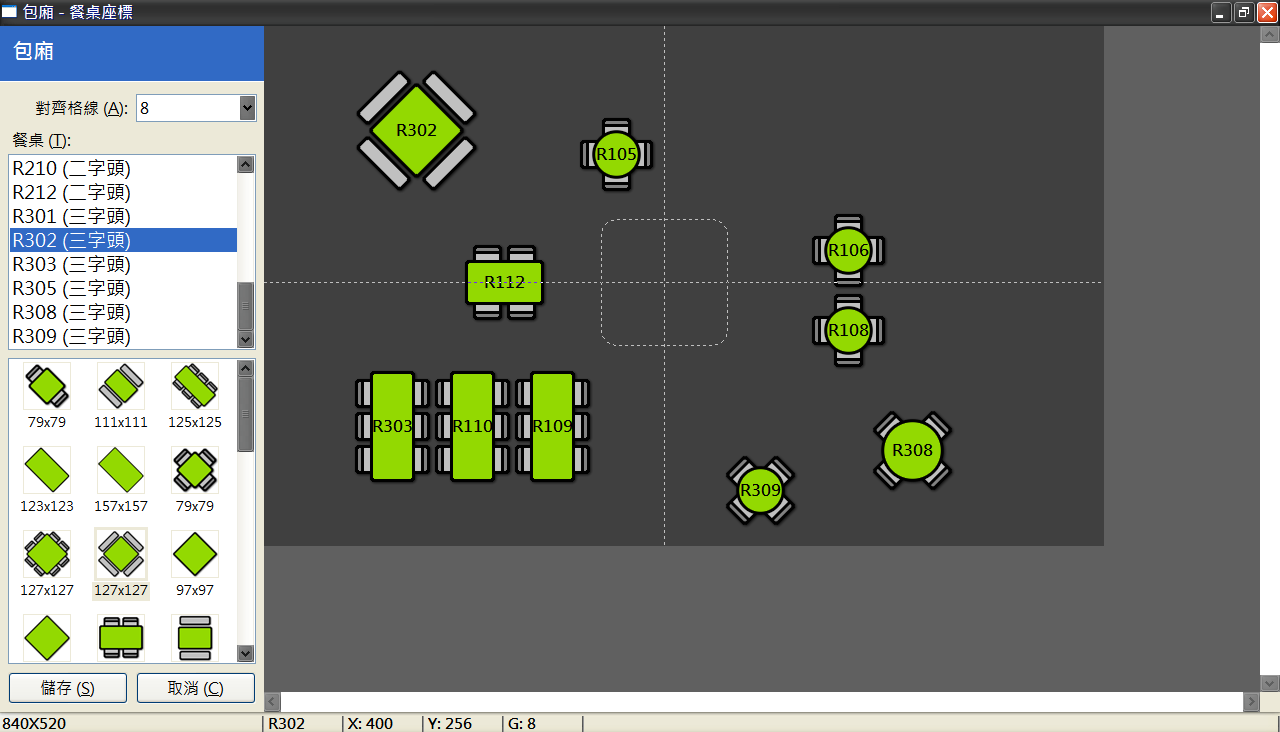 包廂 - 餐桌座標
包廂
對齊格線 (A): 8
餐桌 (T):
R210 (二字頭)
R212 (二字頭)
R301 (三字頭)
R302 (三字頭)
R303 (三字頭)
R305 (三字頭)
R308 (三字頭)
R309 (三字頭)
79x79 111x111 125x125
123x123 157x157 79x79
127x127 127x127 97x97
儲存 (S) 取消 (C)
R302
R105
R106
R112
R108
R303 R110 R109
R308
R309
840X520 R302 X: 400 Y: 256 G: 8